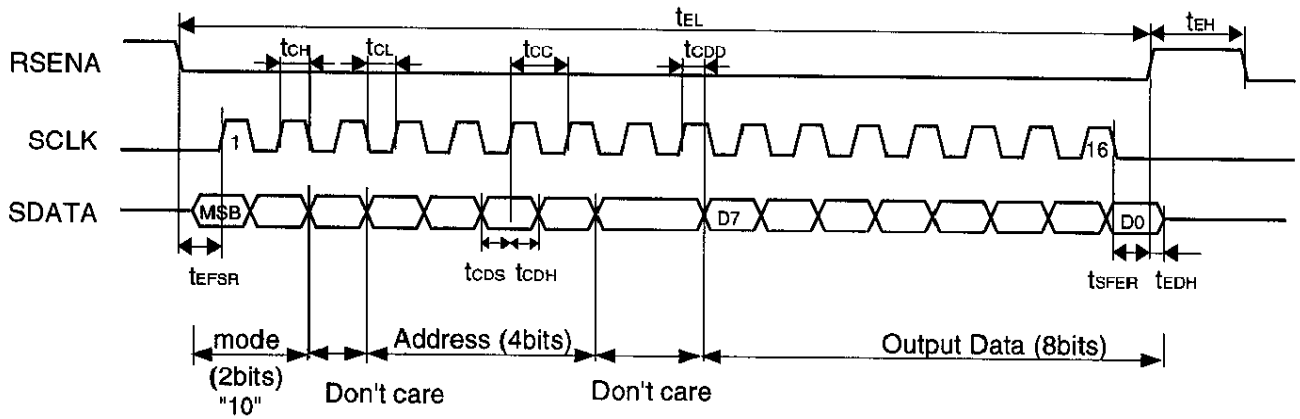 tEL
tEH
RSENA
tCH
tCL
tCC
tCDD
SCLK
1
16
SDATA
MSB
D7
D0
tEFSR
tCDS
tCDH
tSFER
tEDH
mode
(2bits)
"10"
Don't care
Address (4bits)
Don't care
Output Data (8bits)